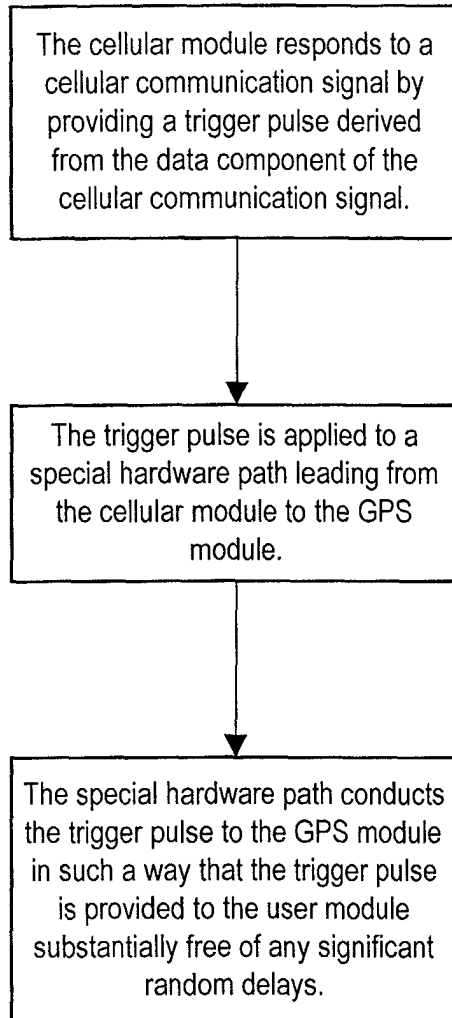 The cellular module responds to a
cellular communication signal by
providing a trigger pulse derived
from the data component of the
cellular communication signal.
The trigger pulse is applied to a
special hardware path leading from
the cellular module to the GPS
module.
The special hardware path conducts
the trigger pulse to the GPS module
in such a way that the trigger pulse
is provided to the user module
substantially free of any significant
random delays.